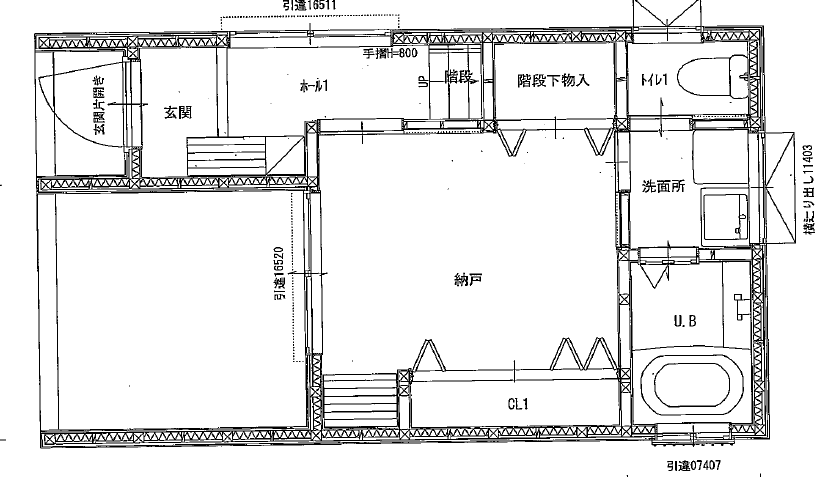 引違16511
手摺H=800
玄関片開き
玄関
ホール1
UP
階段
階段下物入
トイレ1
洗面所
横辷り出し11403
引違16520
納戸
U.B
CL1
引違07407